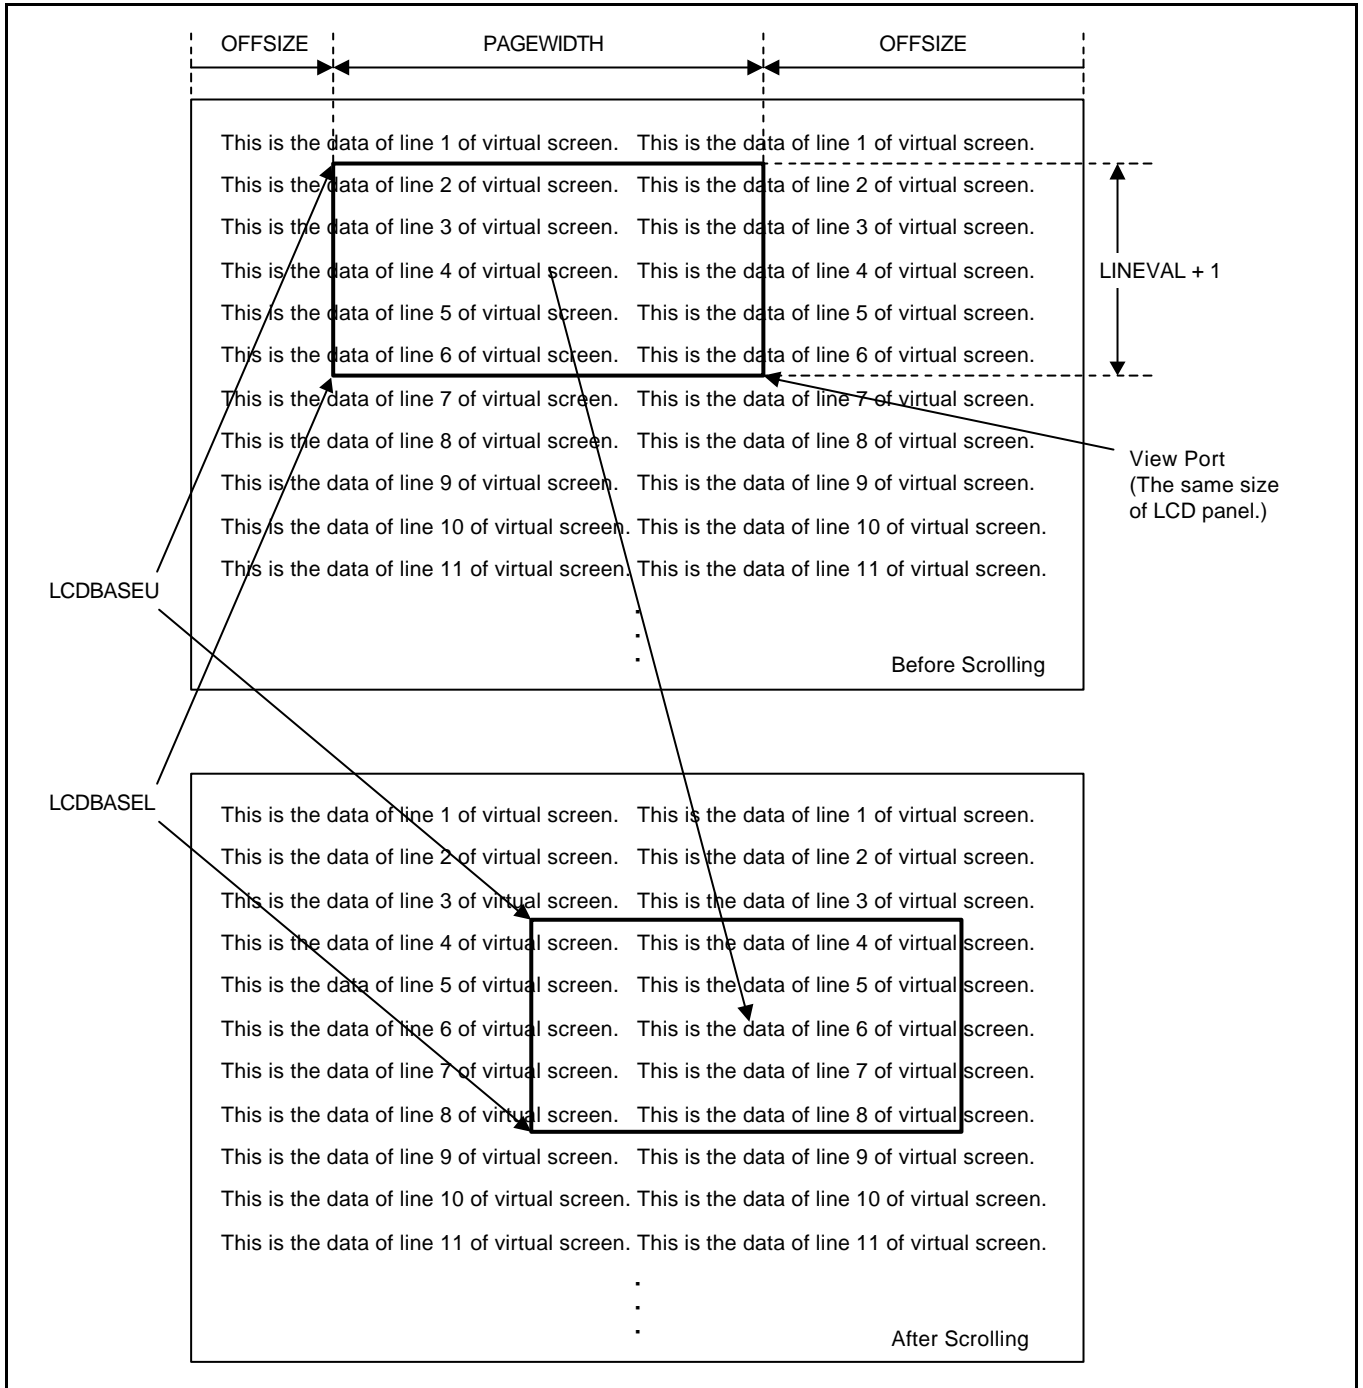 OFFSIZE PAGEWIDTH OFFSIZE
This is the data of line 1 of virtual screen. This is the data of line 1 of virtual screen.
This is the data of line 2 of virtual screen. This is the data of line 2 of virtual screen.
This is the data of line 3 of virtual screen. This is the data of line 3 of virtual screen.
This is the data of line 4 of virtual screen. This is the data of line 4 of virtual screen.
LINEVAL + 1
This is the data of line 5 of virtual screen. This is the data of line 5 of virtual screen.
This is the data of line 6 of virtual screen. This is the data of line 6 of virtual screen.
This is the data of line 7 of virtual screen. This is the data of line 7 of virtual screen.
This is the data of line 8 of virtual screen. This is the data of line 8 of virtual screen.
This is the data of line 9 of virtual screen. This is the data of line 9 of virtual screen.
This is the data of line 10 of virtual screen. This is the data of line 10 of virtual screen.
This is the data of line 11 of virtual screen. This is the data of line 11 of virtual screen.
.
.
.
View Port
(The same size
of LCD panel.)
LCDBASEU
Before Scrolling
LCDBASEL
This is the data of line 1 of virtual screen. This is the data of line 1 of virtual screen.
This is the data of line 2 of virtual screen. This is the data of line 2 of virtual screen.
This is the data of line 3 of virtual screen. This is the data of line 3 of virtual screen.
This is the data of line 4 of virtual screen. This is the data of line 4 of virtual screen.
This is the data of line 5 of virtual screen. This is the data of line 5 of virtual screen.
This is the data of line 6 of virtual screen. This is the data of line 6 of virtual screen.
This is the data of line 7 of virtual screen. This is the data of line 7 of virtual screen.
This is the data of line 8 of virtual screen. This is the data of line 8 of virtual screen.
This is the data of line 9 of virtual screen. This is the data of line 9 of virtual screen.
This is the data of line 10 of virtual screen. This is the data of line 10 of virtual screen.
This is the data of line 11 of virtual screen. This is the data of line 11 of virtual screen.
.
.
.
After Scrolling